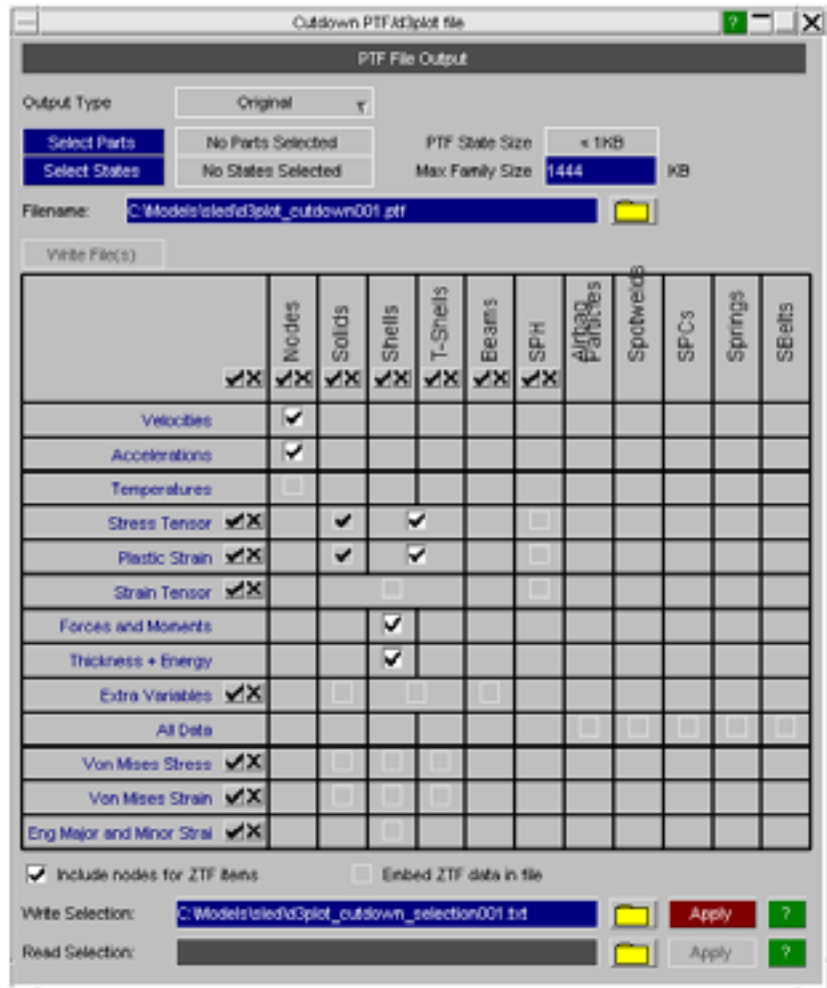 Cutdown PTF/d3plot file ?
PTF File Output
Output Type Original
Select Parts No Parts Selected PTF State Size < 1KB
Select States No States Selected Max Family Size 1444 KB
Filename: C:\Models\sled\d3plot_cutdown001.ptf
Write File(s)
Nodes Solids Shells T-Shells Beams SPH Airbag Particles Spotwelds SPCs Springs SBelts
Velocities
Accelerations
Temperatures
Stress Tensor
Plastic Strain
Strain Tensor
Forces and Moments
Thickness + Energy
Extra Variables
All Data
Von Mises Stress
Von Mises Strain
Eng Major and Minor Strai
Include nodes for ZTF items Embed ZTF data in file
Write Selection: C:\Models\sled\d3plot_cutdown_selection001.txt Apply ?
Read Selection: Apply ?